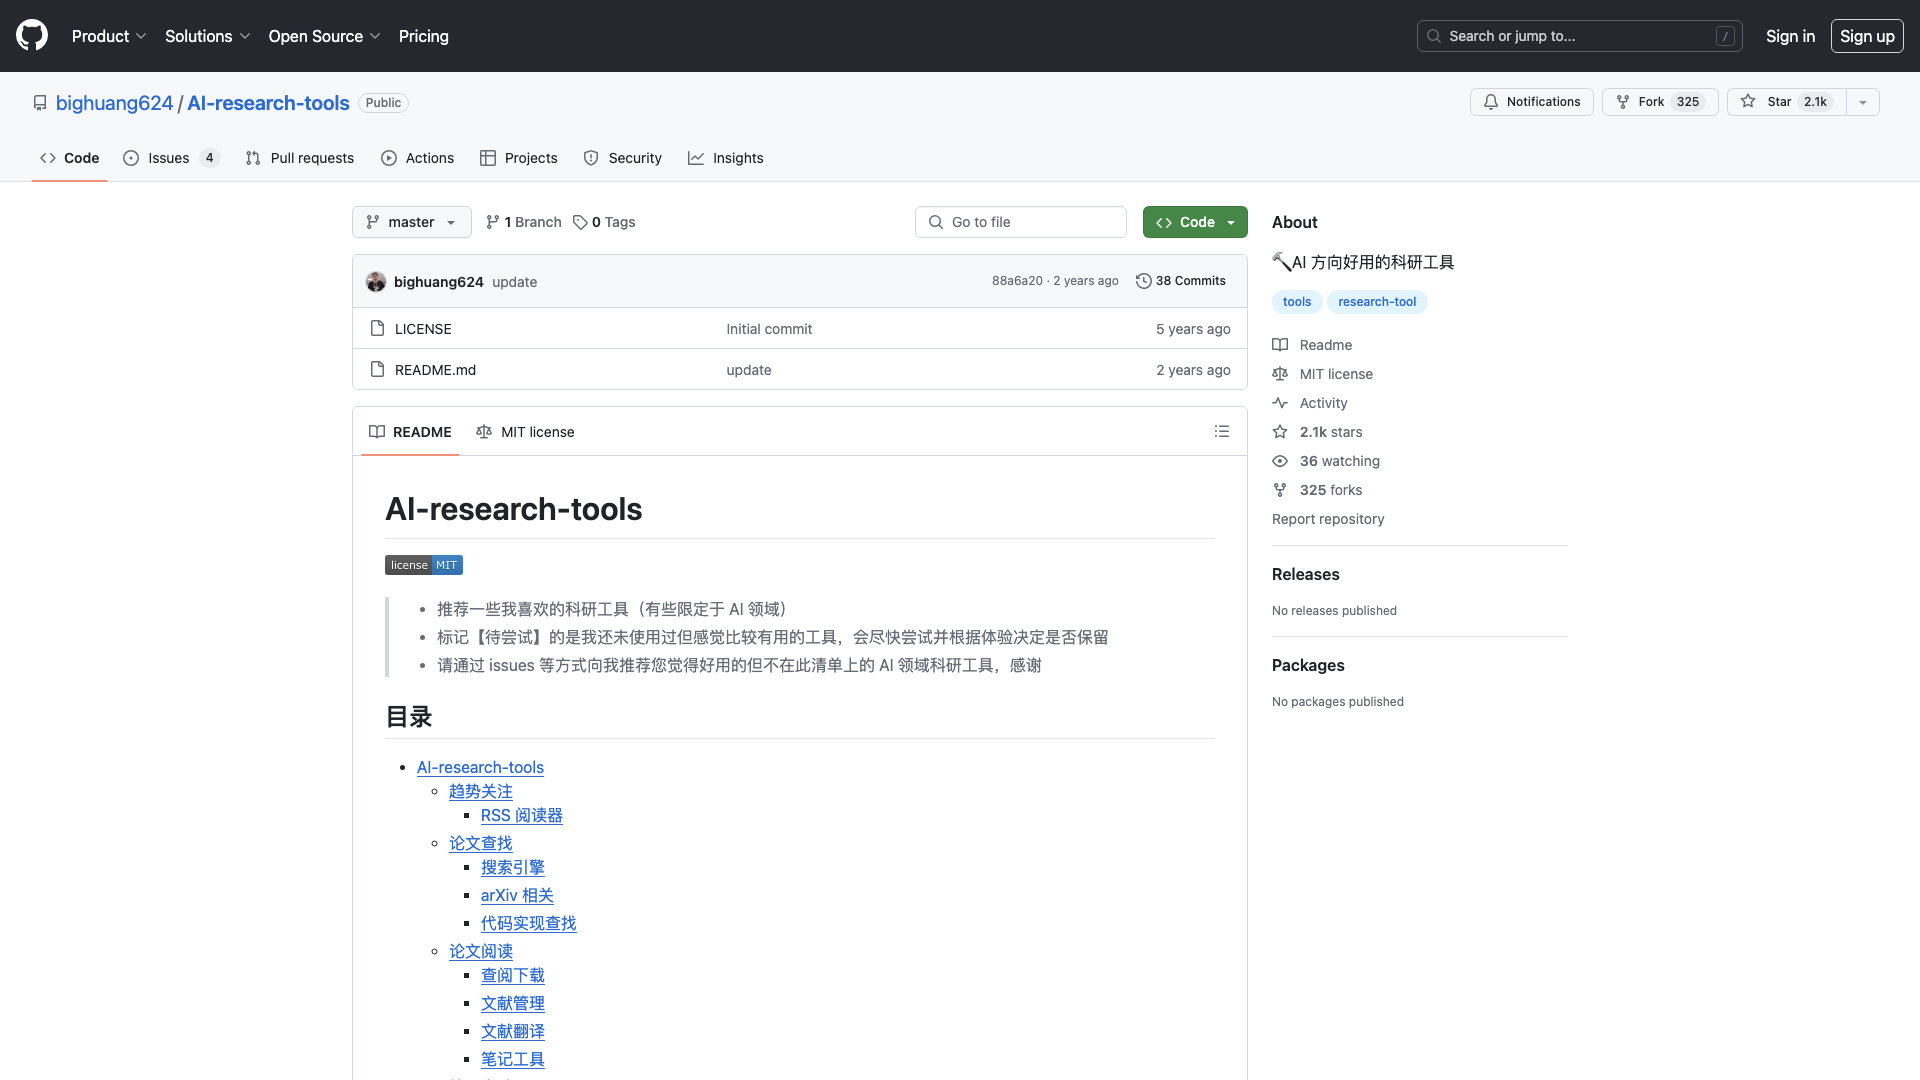 Product Solutions Open Source Pricing Search or jump to... / Sign in Sign up
bighuang624 / AI-research-tools Public Notifications Fork 325 Star 2.1k
Code Issues 4 Pull requests Actions Projects Security Insights
master 1 Branch 0 Tags Go to file Code
bighuang624 update 88a6a20 · 2 years ago 38 Commits
LICENSE Initial commit 5 years ago
README.md update 2 years ago
README MIT license
AI-research-tools
license MIT
推荐一些我喜欢的科研工具（有些限定于 AI 领域）
标记【待尝试】的是我还未使用过但感觉比较有用的工具，会尽快尝试并根据体验决定是否保留
请通过 issues 等方式向我推荐您觉得好用的但不在此清单上的 AI 领域科研工具，感谢
目录
AI-research-tools
趋势关注
RSS 阅读器
论文查找
搜索引擎
arXiv 相关
代码实现查找
论文阅读
查阅下载
文献管理
文献翻译
笔记工具
About
AI 方向好用的科研工具
tools research-tool
Readme
MIT license
Activity
2.1k stars
36 watching
325 forks
Report repository
Releases
No releases published
Packages
No packages published